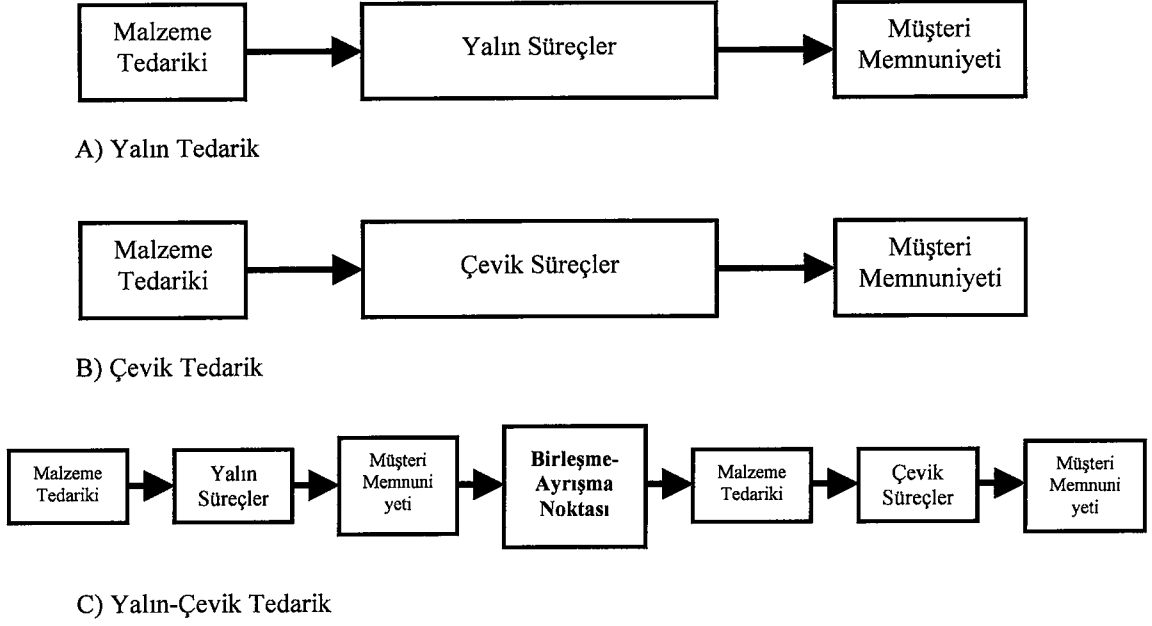 Malzeme
Tedariki
Yalın Süreçler
Müşteri
Memnuniyeti
A) Yalın Tedarik
Malzeme
Tedariki
Çevik Süreçler
Müşteri
Memnuniyeti
B) Çevik Tedarik
Malzeme
Tedariki
Yalın
Süreçler
Müşteri
Memnuni
yeti
Birleşme-
Ayrışma
Noktası
Malzeme
Tedariki
Çevik
Süreçler
Müşteri
Memnuni
yeti
C) Yalın-Çevik Tedarik